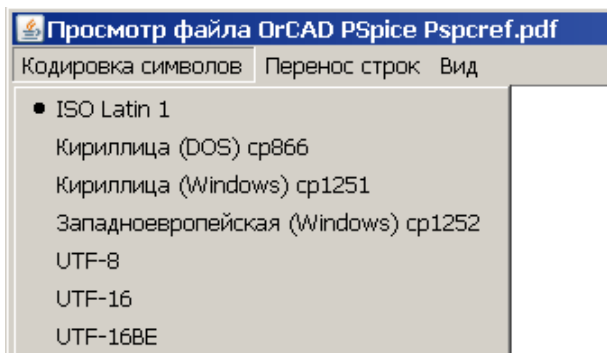 Просмотр файла OrCAD PSpice Pspcref.pdf
Кодировка символов Перенос строк Вид
ISO Latin 1
Кириллица (DOS) cp866
Кириллица (Windows) cp1251
Западноевропейская (Windows) cp1252
UTF-8
UTF-16
UTF-16BE